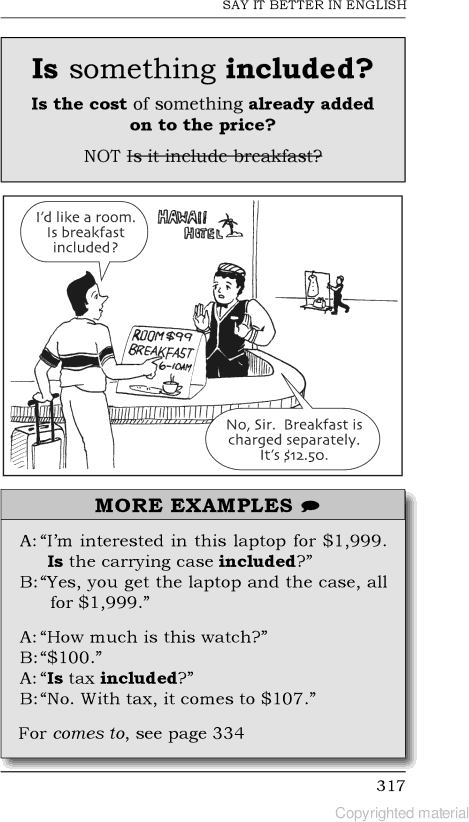 SAY IT BETTER IN ENGLISH
Is something included?
Is the cost of something already added
on to the price?
NOT Is it include breakfast?
I'd like a room.
Is breakfast
included?
HAWAII
HOTEL
ROOM $99
BREAKFAST
6-10AM
No, Sir. Breakfast is
charged separately.
It's $12.50.
MORE EXAMPLES
A: "I'm interested in this laptop for $1,999.
Is the carrying case included?"
B: "Yes, you get the laptop and the case, all
for $1,999."
A: "How much is this watch?"
B: "$100."
A: "Is tax included?"
B: "No. With tax, it comes to $107."
For comes to, see page 334
317
Copyrighted material